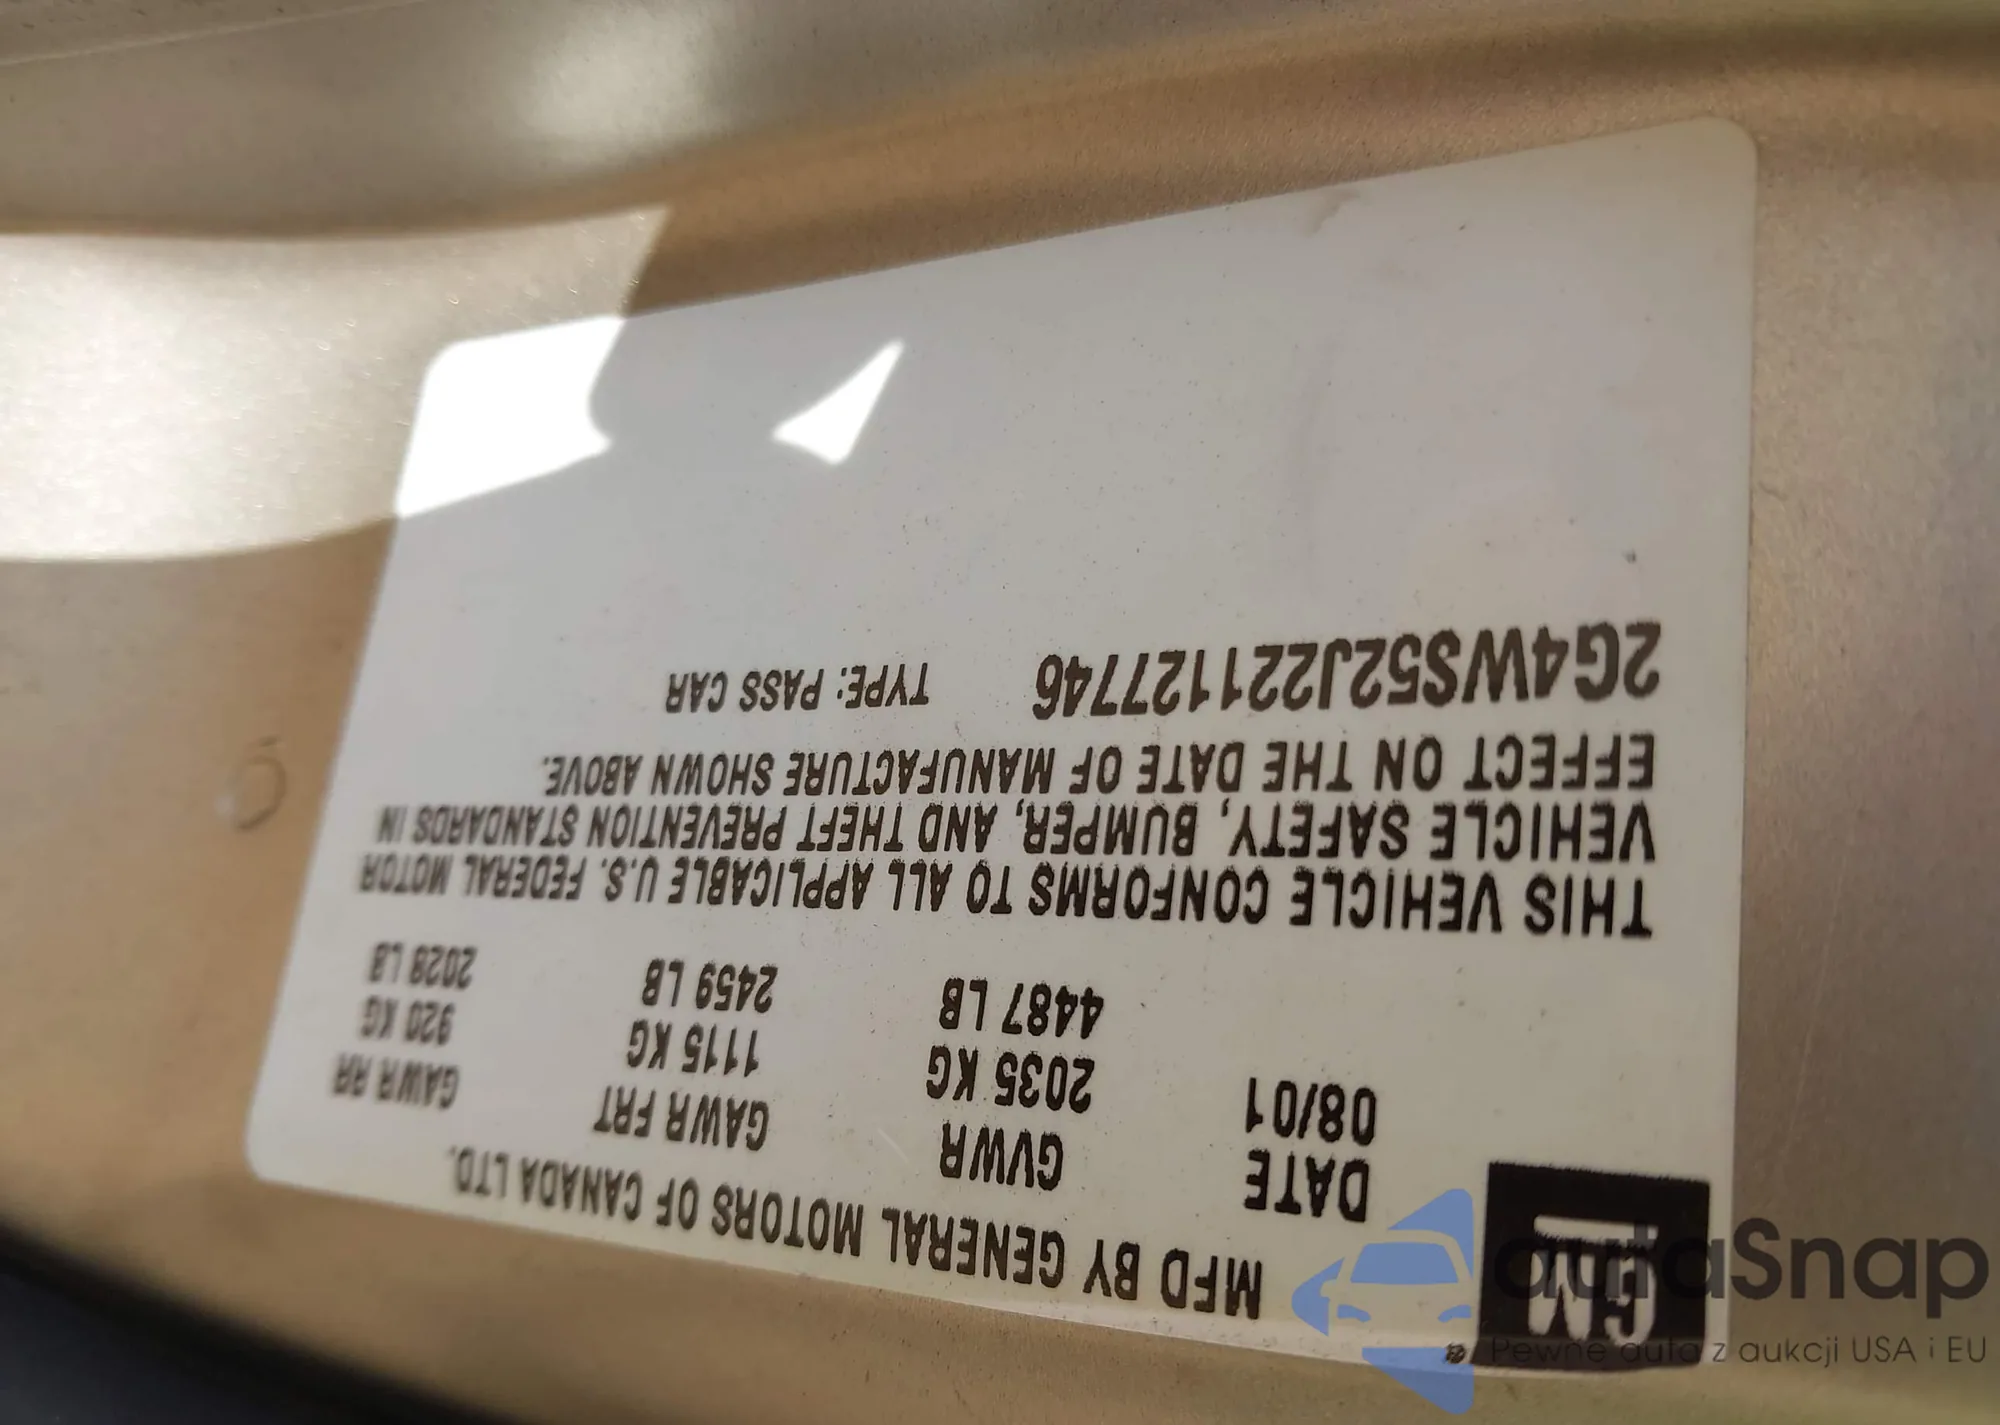 GM
MFD BY GENERAL MOTORS OF CANADA LTD.
DATE GVWR GAWR FRT GAWR RR
08/01 2035 KG 1115 KG 920 KG
4487 LB 2459 LB 2028 LB
THIS VEHICLE CONFORMS TO ALL APPLICABLE U.S. FEDERAL MOTOR
VEHICLE SAFETY, BUMPER, AND THEFT PREVENTION STANDARDS IN
EFFECT ON THE DATE OF MANUFACTURE SHOWN ABOVE.
2G4WS52J221127746 TYPE: PASS CAR
autaSnap
Pewne auta z aukcji USA i EU